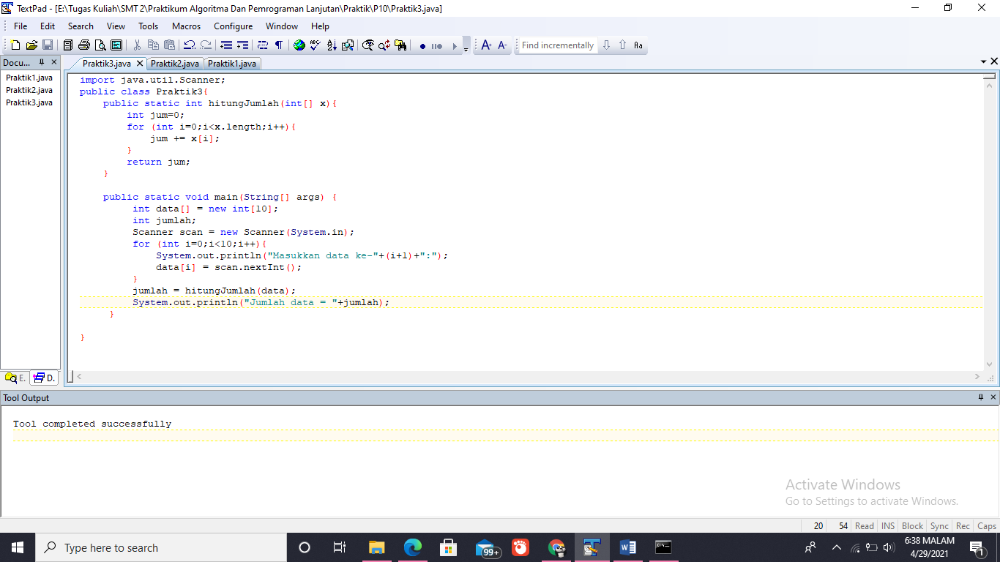 TextPad - [E:\Tugas Kuliah\SMT 2\Praktikum Algoritma Dan Pemrograman Lanjutan\Praktik\P10\Praktik3.java]
File Edit Search View Tools Macros Configure Window Help
Find incrementally
Docu...
Praktik3.java Praktik2.java Praktik1.java
Praktik1.java
Praktik2.java
Praktik3.java
import java.util.Scanner;
public class Praktik3{
public static int hitungJumlah(int[] x){
int jum=0;
for (int i=0;i<x.length;i++){
jum += x[i];
}
return jum;
}
public static void main(String[] args) {
int data[] = new int[10];
int jumlah;
Scanner scan = new Scanner(System.in);
for (int i=0;i<10;i++){
System.out.println("Masukkan data ke-"+(i+1)+":");
data[i] = scan.nextInt();
}
jumlah = hitungJumlah(data);
System.out.println("Jumlah data = "+jumlah);
}
}
E. D.
Tool Output
Tool completed successfully
Activate Windows
Go to Settings to activate Windows.
20 54 Read INS Block Sync Rec Caps
Type here to search
99+
6:38 MALAM
4/29/2021
1